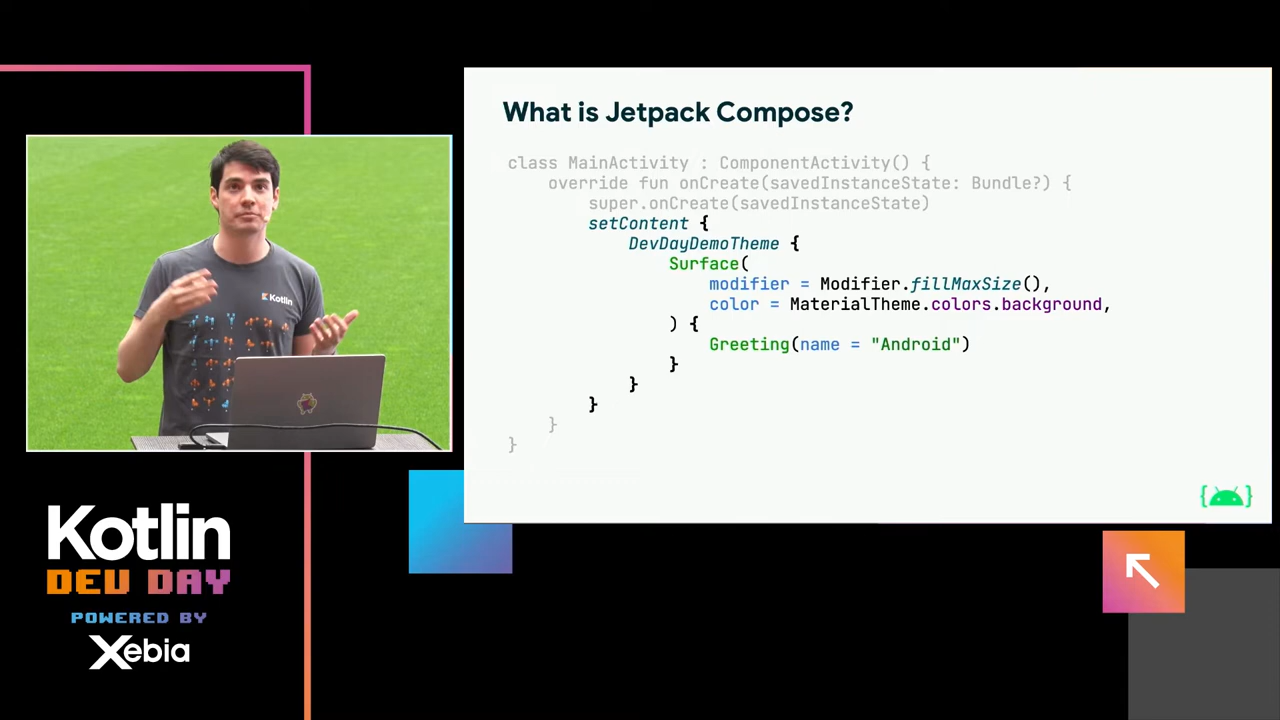 What is Jetpack Compose?
class MainActivity : ComponentActivity() {
    override fun onCreate(savedInstanceState: Bundle?) {
        super.onCreate(savedInstanceState)
        setContent {
            DevDayDemoTheme {
                Surface(
                    modifier = Modifier.fillMaxSize(),
                    color = MaterialTheme.colors.background,
                ) {
                    Greeting(name = "Android")
                }
            }
        }
    }
}
Kotlin
Kotlin
DEV DAY
POWERED BY
Xebia